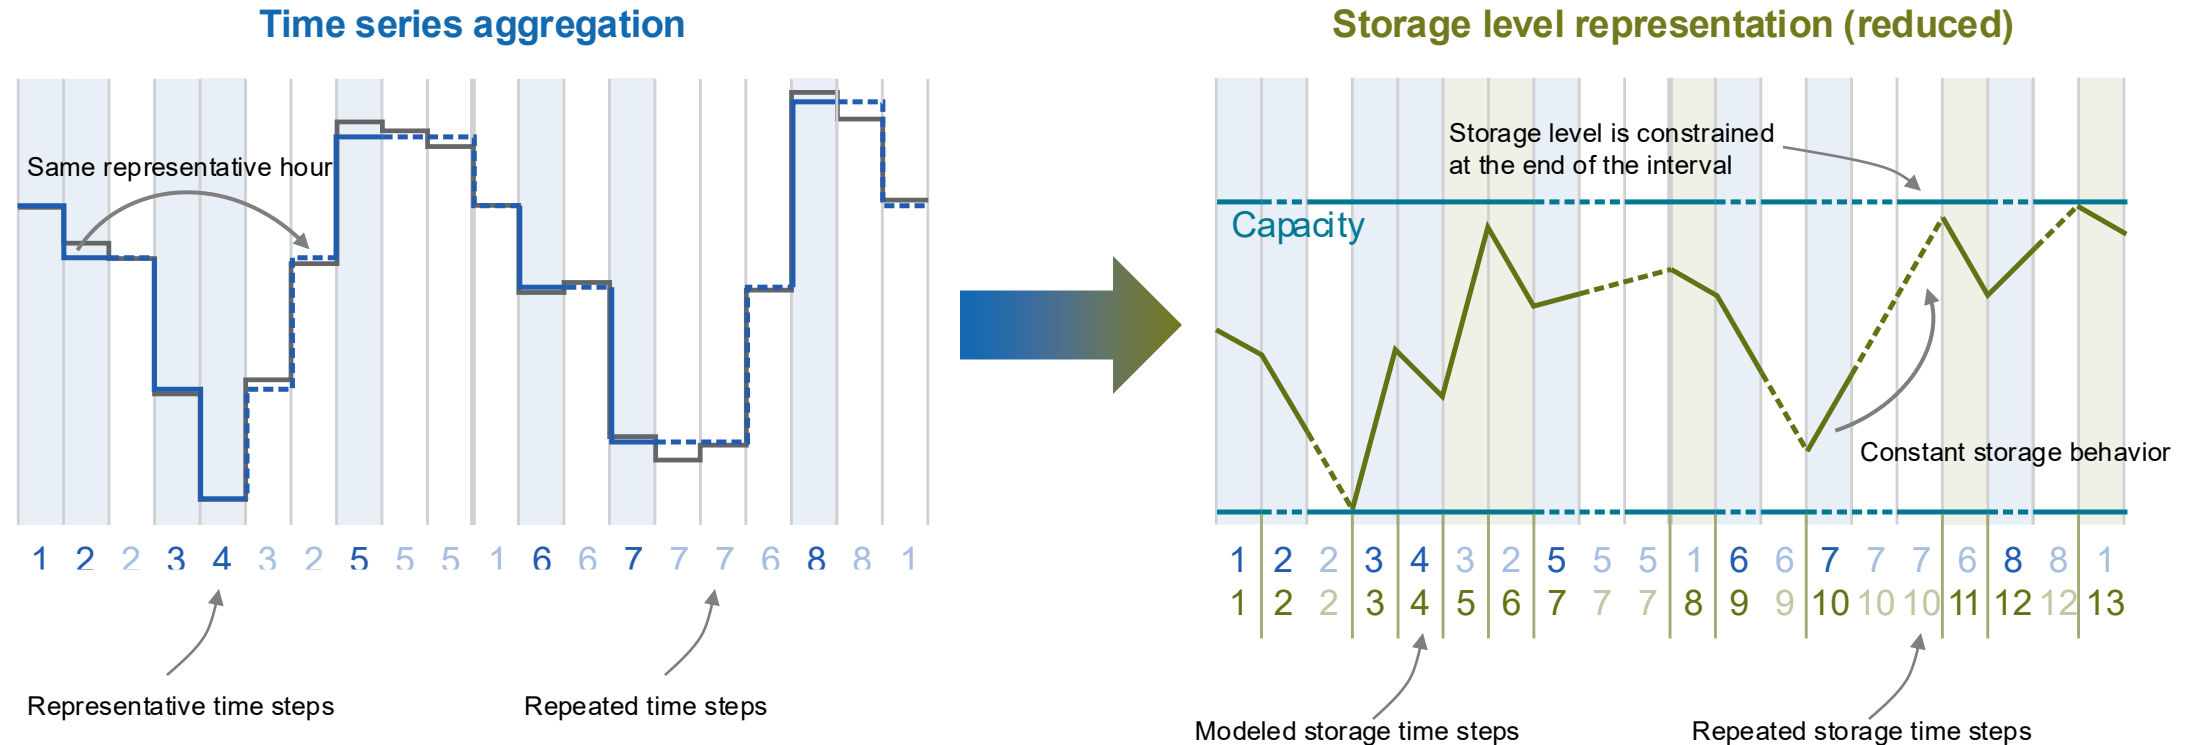 Time series aggregation
Same representative hour
1 2 2 3 4 3 2 5 5 5 1 6 6 7 7 7 6 8 8 1
Representative time steps
Repeated time steps
Storage level representation (reduced)
Storage level is constrained
at the end of the interval
Capacity
Constant storage behavior
1 2 2 3 4 3 2 5 5 5 1 6 6 7 7 7 6 8 8 1
1 2 2 3 4 5 6 7 7 7 8 9 9 10 10 10 11 12 12 13
Modeled storage time steps
Repeated storage time steps